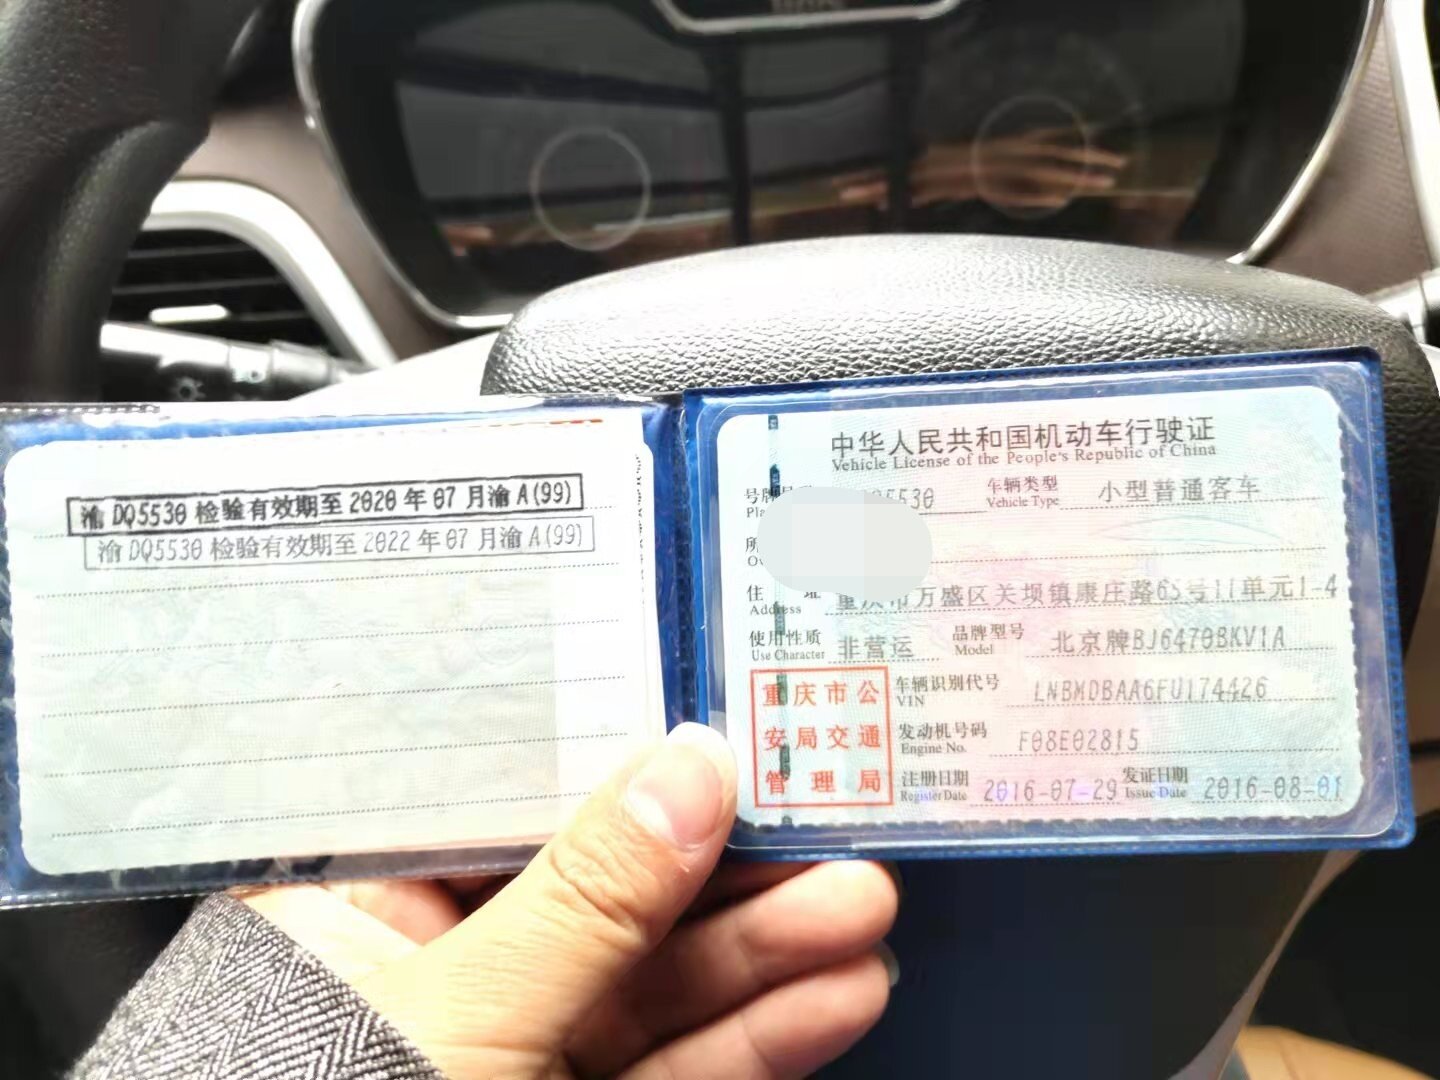 渝DQ5530检验有效期至2020年07月渝A(99)
渝DQ5530检验有效期至2022年07月渝A(99)
中华人民共和国机动车行驶证
Vehicle License of the People's Republic of China
号牌 5530 车辆类型 小型普通客车
Pla Vehicle Type
所
Ow
住址 重庆市万盛区关坝镇康庄路65号11单元1-4
Address
使用性质 非营运 品牌型号 北京牌BJ6470BKV1A
Use Character Model
重庆市公
安局交通
管理局
车辆识别代号 LNBMDBAA6FU174426
VIN
发动机号码 F08E02815
Engine No.
注册日期 2016-07-29 发证日期 2016-08-01
Register Date Issue Date